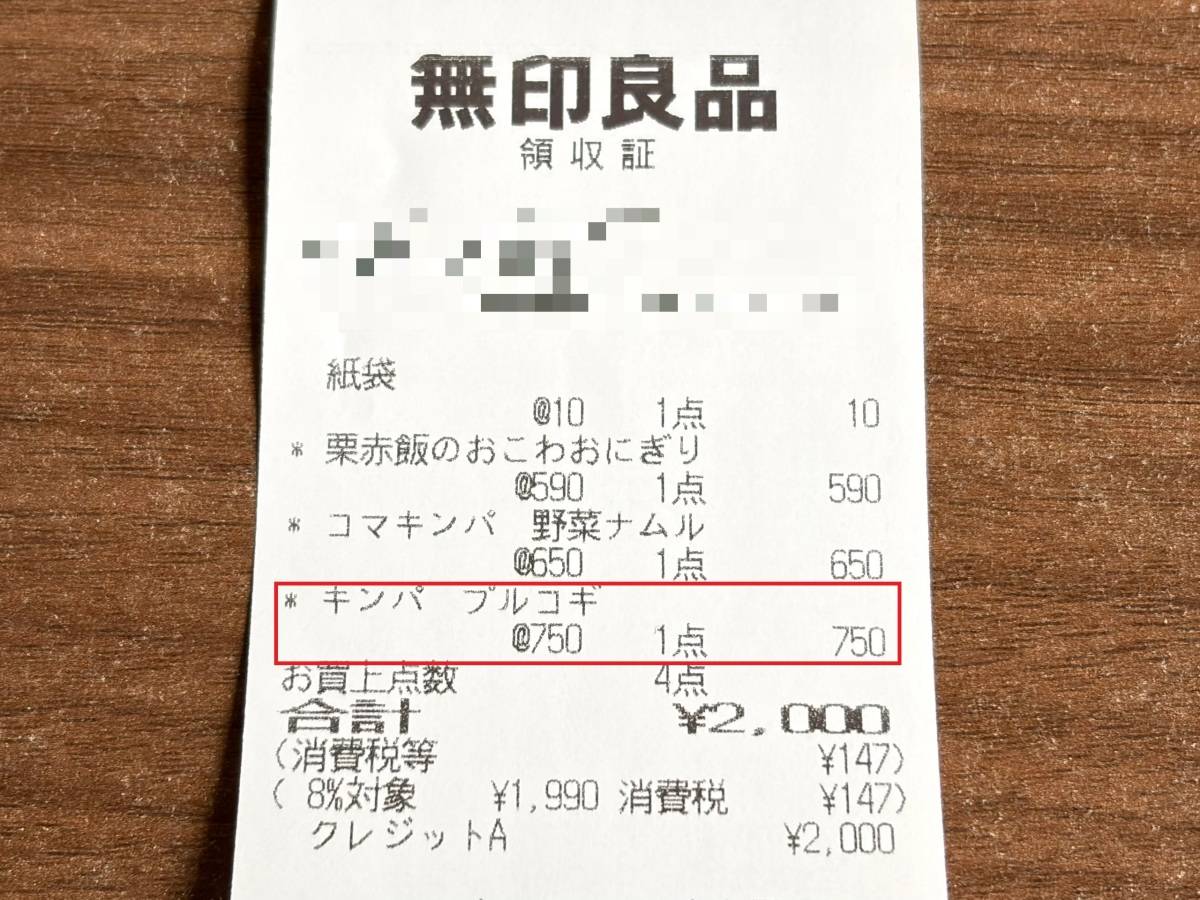 無印良品
領収証
紙袋
@10 1点 10
* 栗赤飯のおこわおにぎり
@590 1点 590
* コマキンパ 野菜ナムル
@650 1点 650
* キンパ プルコギ
@750 1点 750
お買上点数 4点
合計 ¥2,000
(消費税等 ¥147)
( 8%対象 ¥1,990 消費税 ¥147)
クレジットA ¥2,000